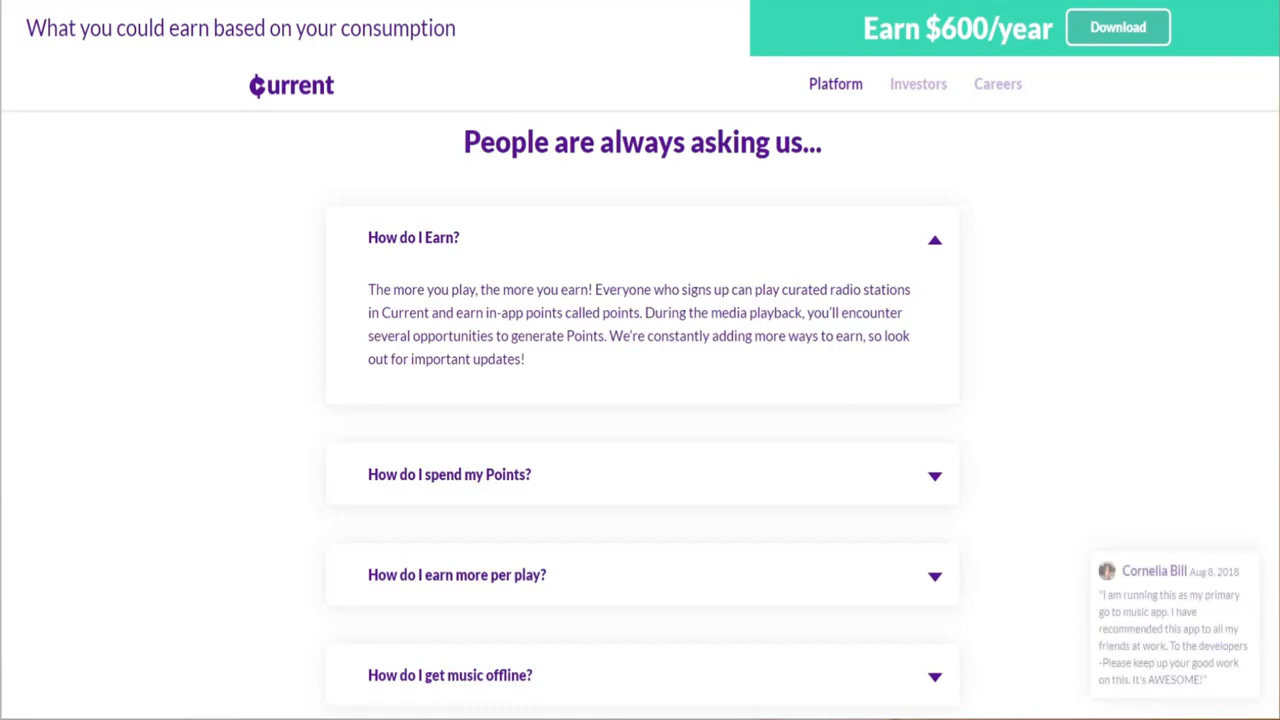 What you could earn based on your consumption
Earn $600/year
Download
Current
Platform
Investors
Careers
People are always asking us...
How do I Earn?
The more you play, the more you earn! Everyone who signs up can play curated radio stations
in Current and earn in-app points called points. During the media playback, you'll encounter
several opportunities to generate Points. We're constantly adding more ways to earn, so look
out for important updates!
How do I spend my Points?
How do I earn more per play?
How do I get music offline?
Cornelia Bill Aug 8, 2018
"I am running this as my primary
go to music app. I have
recommended this app to all my
friends at work. To the developers
-Please keep up your good work
on this. It's AWESOME!"